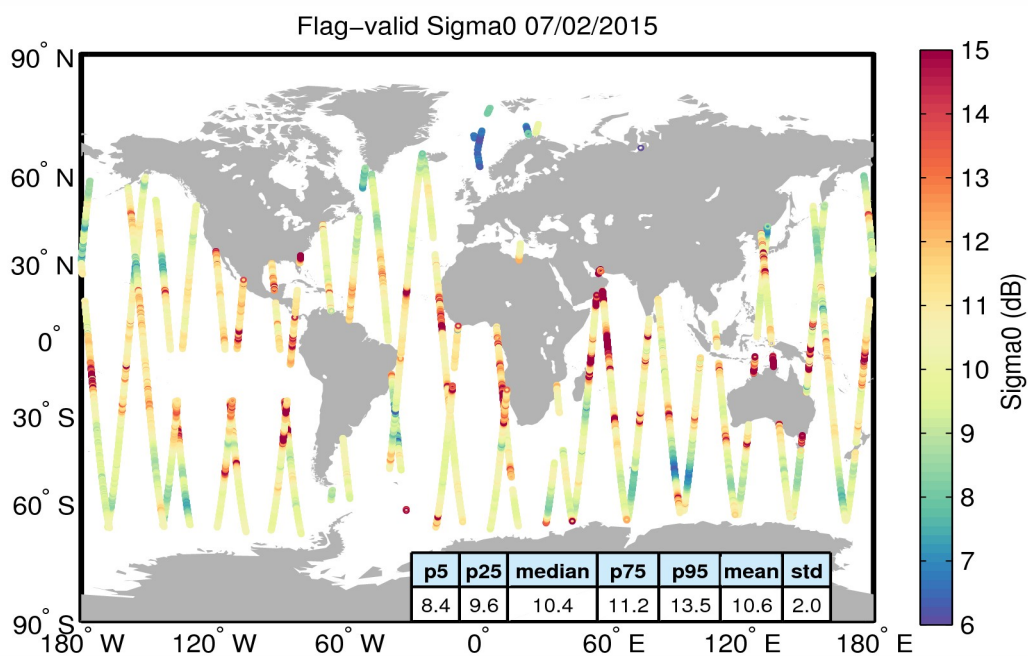 Flag−valid Sigma0 07/02/2015
90° N
60° N
30° N
0°
30° S
60° S
90° S
180° W
120° W
60° W
0°
60° E
120° E
180° E
p5 p25 median p75 p95 mean std
8.4 9.6 10.4 11.2 13.5 10.6 2.0
15
14
13
12
11
10
9
8
7
6
Sigma0 (dB)